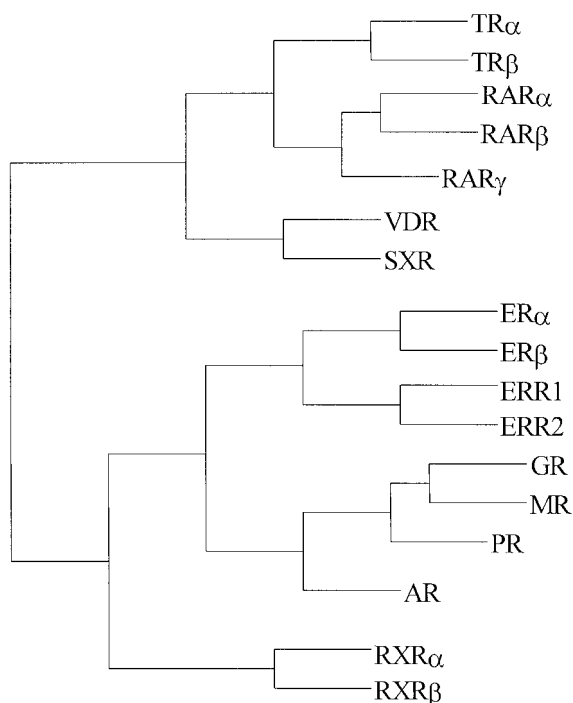 TRα
TRβ
RARα
RARβ
RARγ
VDR
SXR
ERα
ERβ
ERR1
ERR2
GR
MR
PR
AR
RXRα
RXRβ